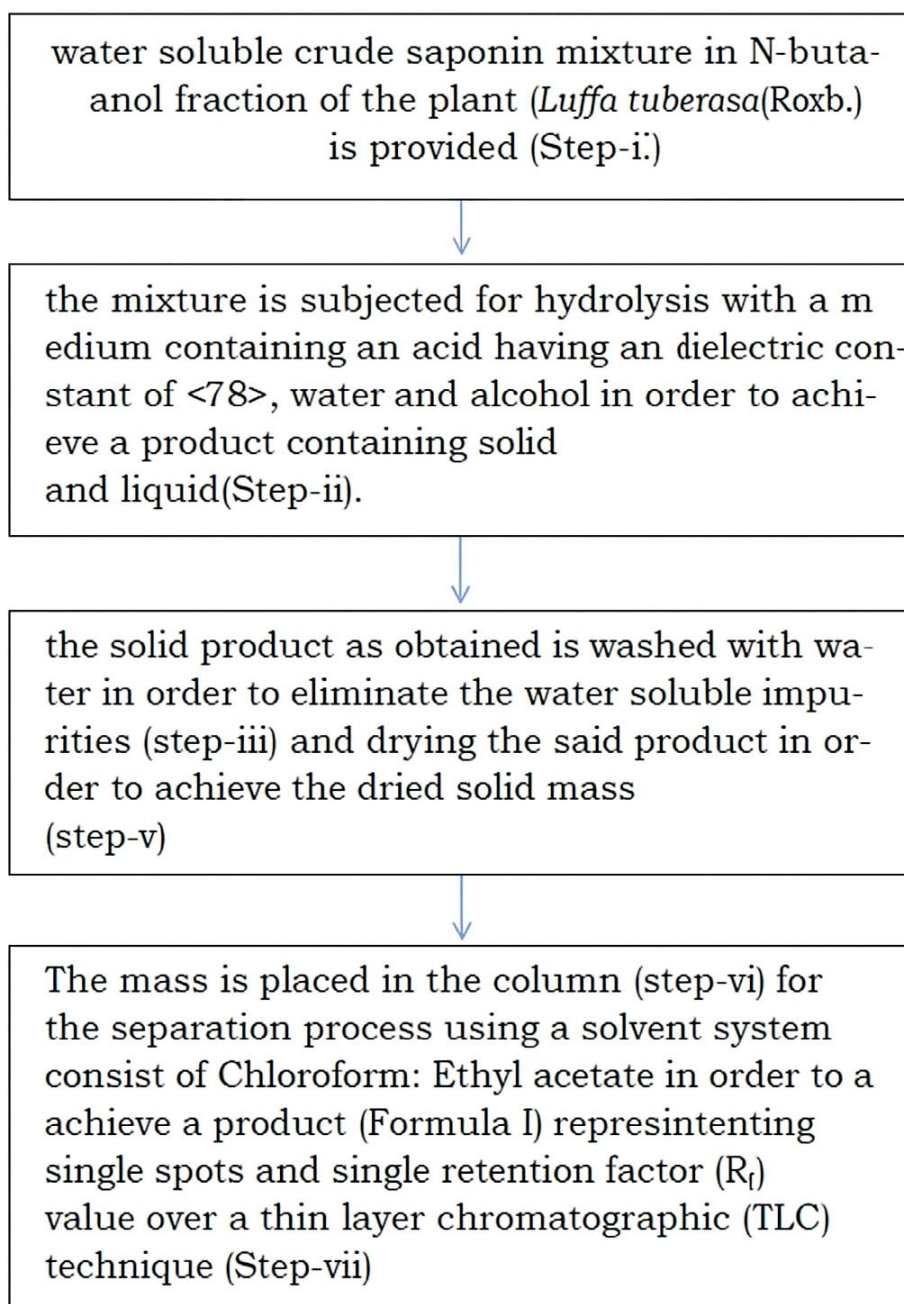 water soluble crude saponin mixture in N-buta-
anol fraction of the plant (Luffa tuberasa(Roxb.)
is provided (Step-i.)
the mixture is subjected for hydrolysis with a m
edium containing an acid having an dielectric con-
stant of <78>, water and alcohol in order to achi-
eve a product containing solid
and liquid(Step-ii).
the solid product as obtained is washed with wa-
ter in order to eliminate the water soluble impu-
rities (step-iii) and drying the said product in or-
der to achieve the dried solid mass
(step-v)
The mass is placed in the column (step-vi) for
the separation process using a solvent system
consist of Chloroform: Ethyl acetate in order to a
achieve a product (Formula I) represintenting
single spots and single retention factor (Rf)
value over a thin layer chromatographic (TLC)
technique (Step-vii)